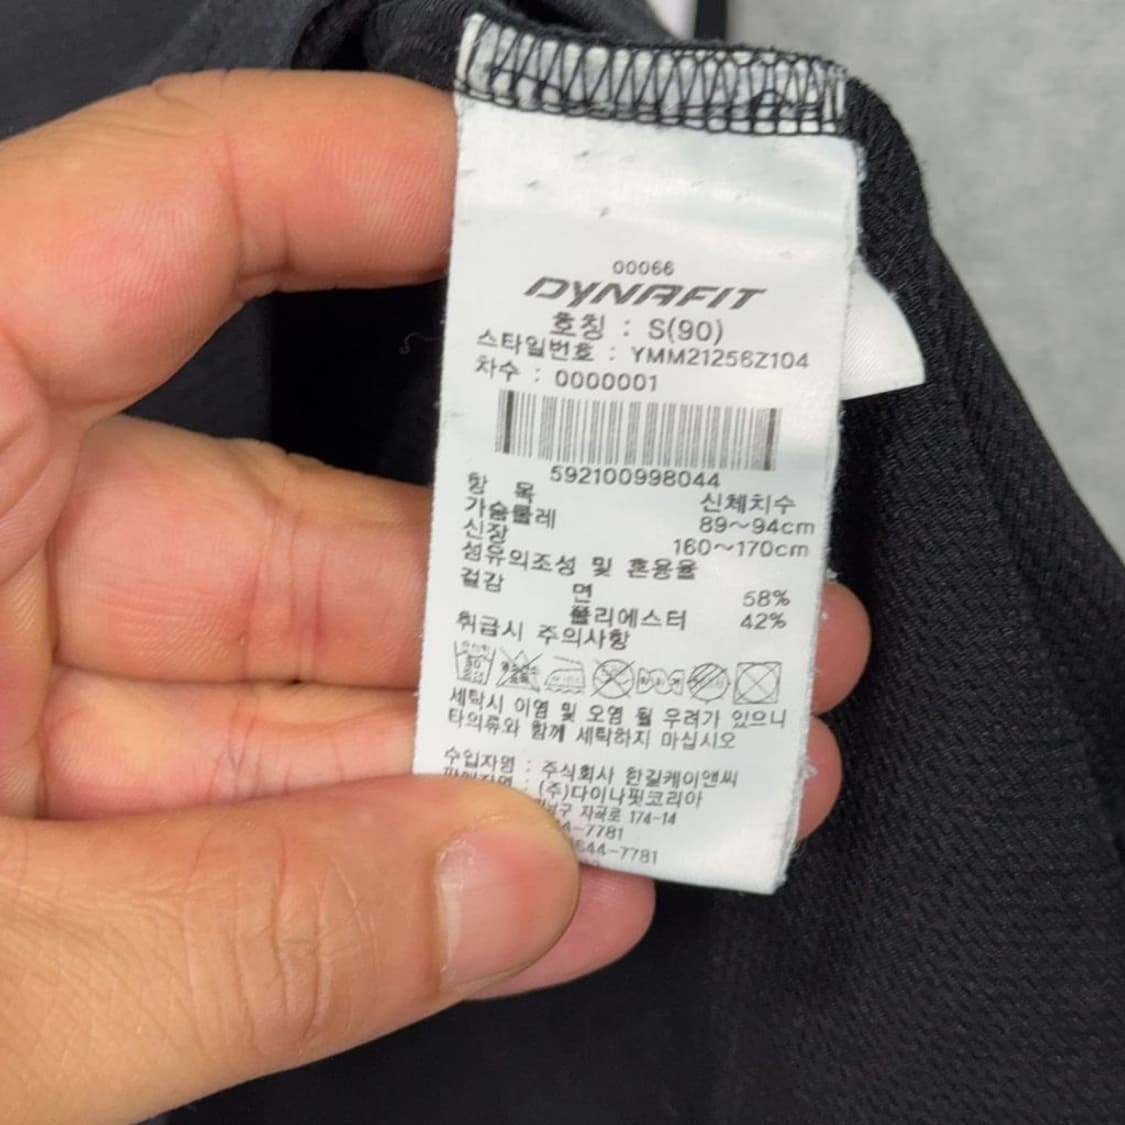 00066
DYNAFIT
호칭 : S(90)
스타일번호 : YMM21256Z104
차수 : 0000001
592100998044
항 목 신체치수
가슴둘레 89~94cm
신장 160~170cm
섬유의조성 및 혼용율
겉감 면 58%
폴리에스터 42%
취급시 주의사항
세탁시 이염 및 오염 될 우려가 있으니
타의류와 함께 세탁하지 마십시오
수입자명 : 주식회사 한길케이앤씨
판매자명 : (주)다이나핏코리아
자곡로 174-14
4-7781
644-7781